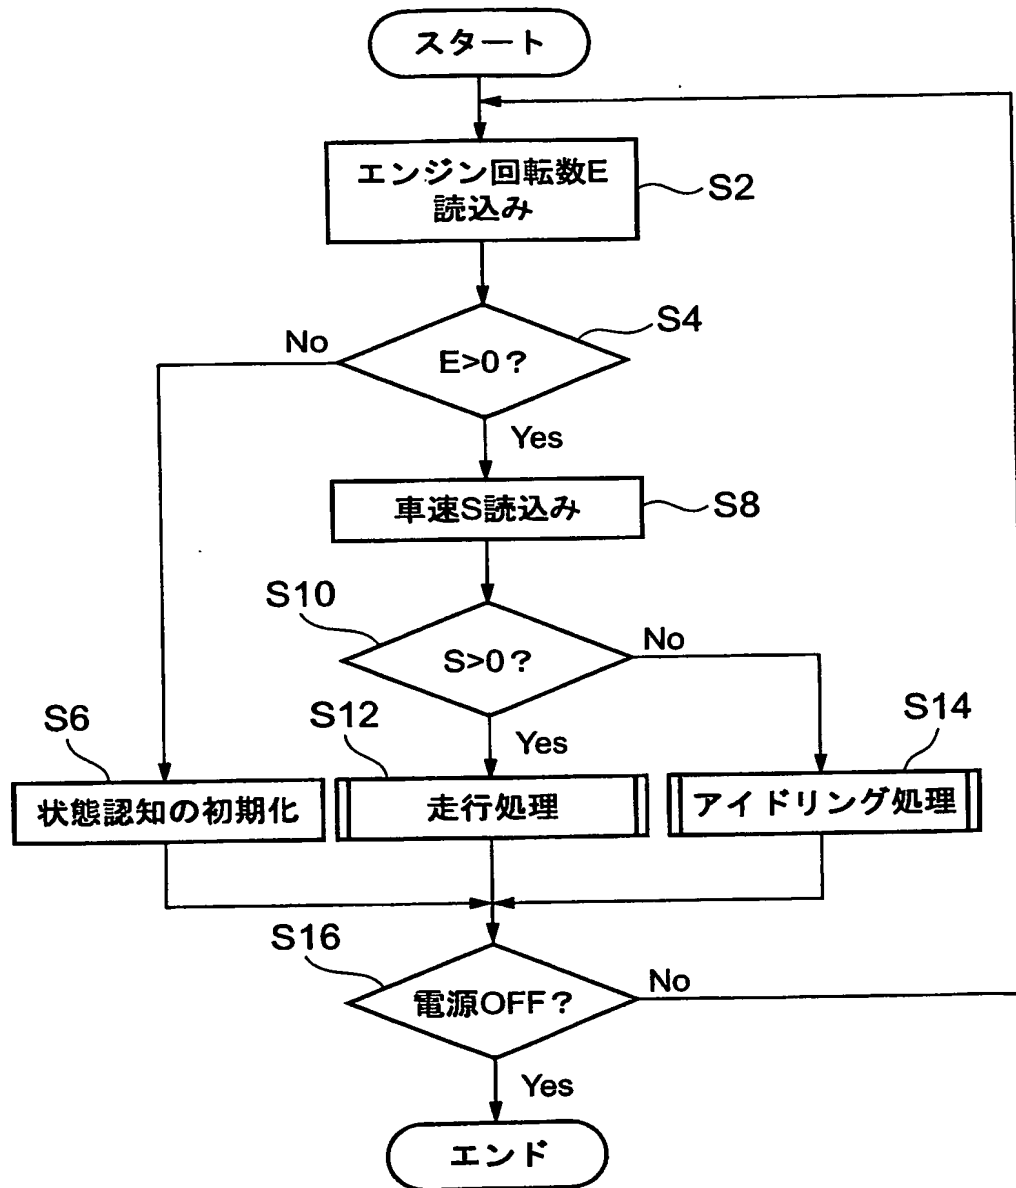 スタート
エンジン回転数E
読込み
S2
S4
No
E>0?
Yes
車速S読込み
S8
S10
S>0?
No
S6
S12
Yes
S14
状態認知の初期化
走行処理
アイドリング処理
S16
電源OFF?
No
Yes
エンド